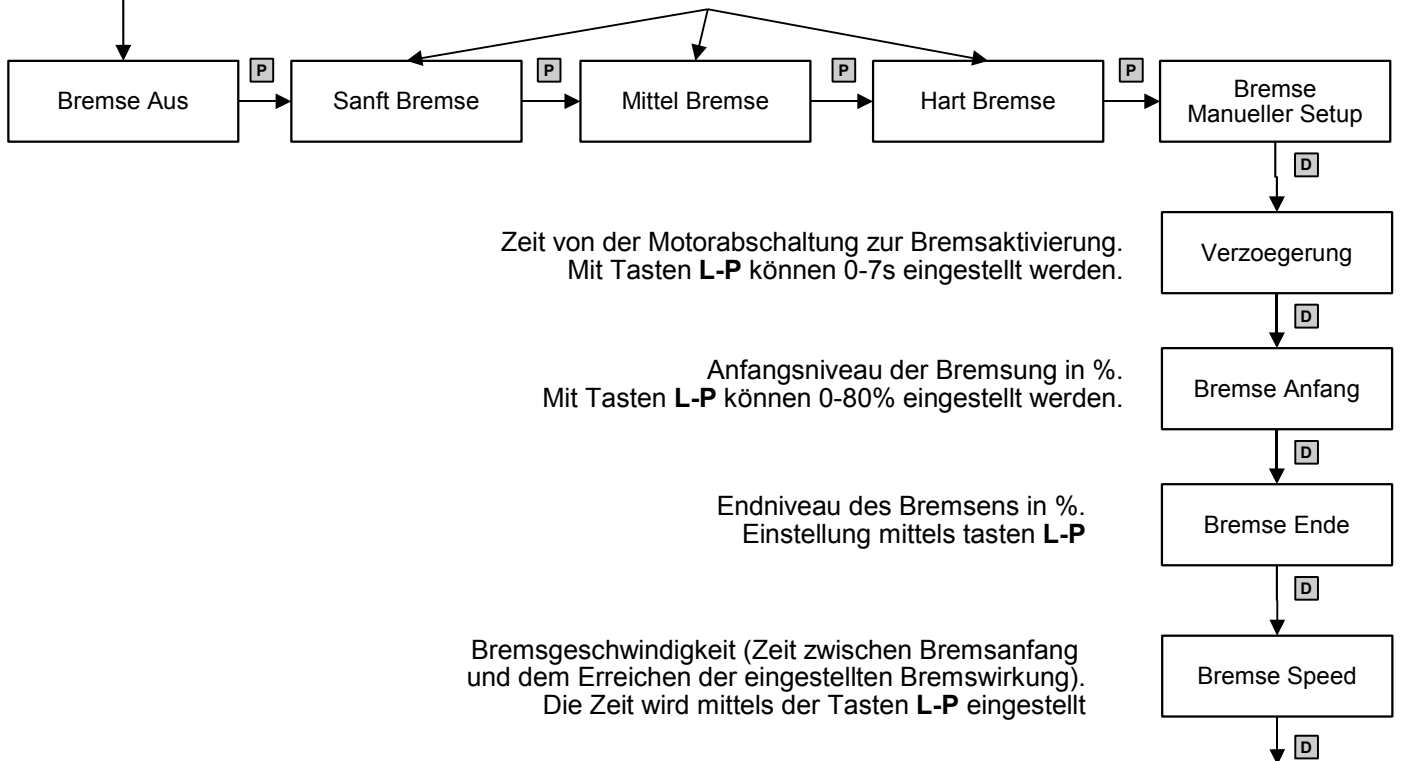 P P P P
Bremse Aus
Sanft Bremse
Mittel Bremse
Hart Bremse
Bremse
Manueller Setup
D
Zeit von der Motorabschaltung zur Bremsaktivierung.
Mit Tasten L-P können 0-7s eingestellt werden.
Verzoegerung
D
Anfangsniveau der Bremsung in %.
Mit Tasten L-P können 0-80% eingestellt werden.
Bremse Anfang
D
Endniveau des Bremsens in %.
Einstellung mittels tasten L-P
Bremse Ende
D
Bremsgeschwindigkeit (Zeit zwischen Bremsanfang
und dem Erreichen der eingestellten Bremswirkung).
Die Zeit wird mittels der Tasten L-P eingestellt
Bremse Speed
D